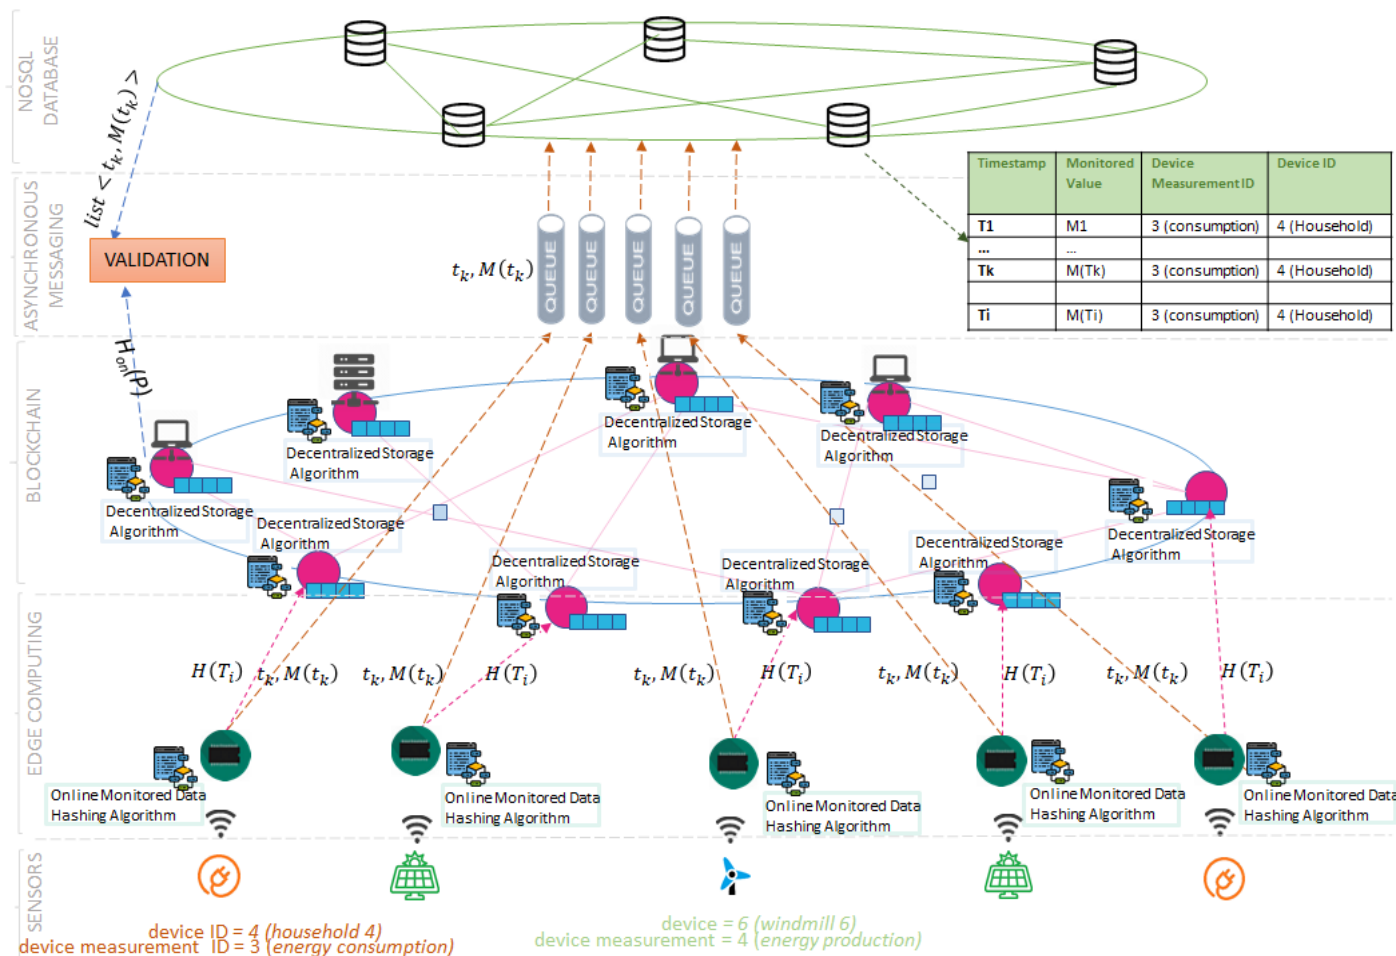 NOSQL
DATABASE
list < t_k, M(t_k) >
Timestamp
Monitored
Value
Device
Measurement ID
Device ID
T1
M1
3 (consumption)
4 (Household)
...
...
Tk
M(Tk)
3 (consumption)
4 (Household)
Ti
M(Ti)
3 (consumption)
4 (Household)
ASYNCHRONOUS
MESSAGING
VALIDATION
t_k, M(t_k)
QUEUE
QUEUE
QUEUE
QUEUE
QUEUE
BLOCKCHAIN
H_on(d_i)
Decentralized Storage
Algorithm
Decentralized Storage
Algorithm
Decentralized Storage
Algorithm
Decentralized Storage
Algorithm
Decentralized Storage
Algorithm
Decentralized Storage
Algorithm
Decentralized Storage
Algorithm
Decentralized Storage
Algorithm
Decentralized Storage
Algorithm
EDGE COMPUTING
H(T_i)
t_k, M(t_k)
t_k, M(t_k)
H(T_i)
t_k, M(t_k)
H(T_i)
t_k, M(t_k)
H(T_i)
t_k, M(t_k)
H(T_i)
Online Monitored Data
Hashing Algorithm
Online Monitored Data
Hashing Algorithm
Online Monitored Data
Hashing Algorithm
Online Monitored Data
Hashing Algorithm
Online Monitored Data
Hashing Algorithm
SENSORS
device ID = 4 (household 4)
device measurement ID = 3 (energy consumption)
device = 6 (windmill 6)
device measurement = 4 (energy production)